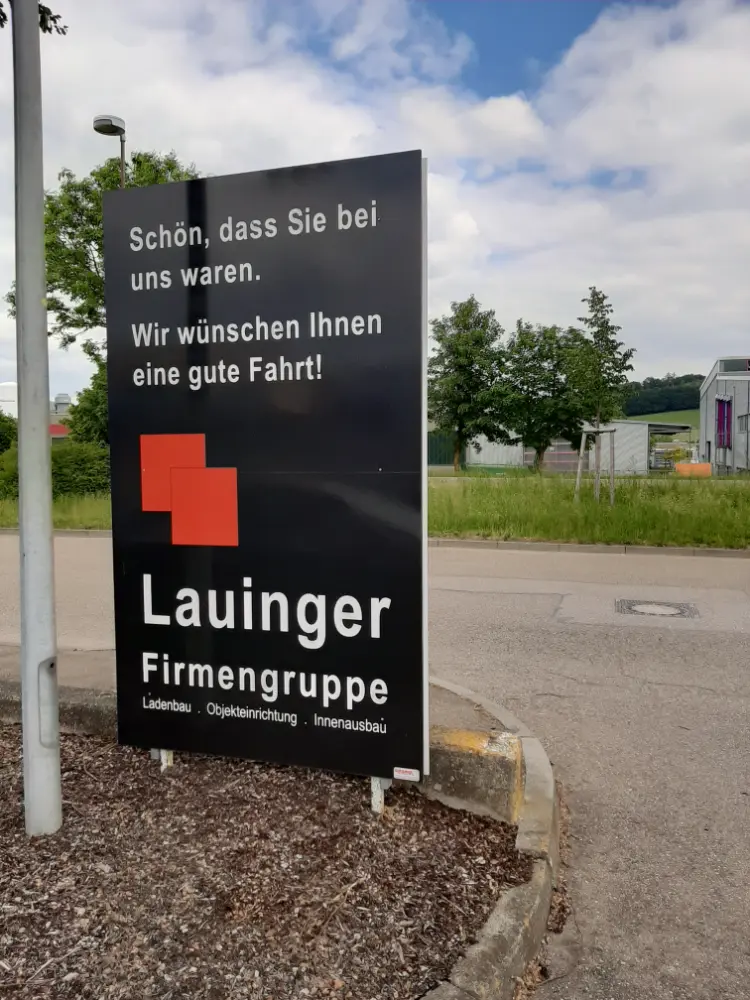 Schön, dass Sie bei
uns waren.
Wir wünschen Ihnen
eine gute Fahrt!
Lauinger
Firmengruppe
Ladenbau . Objekteinrichtung . Innenausbau